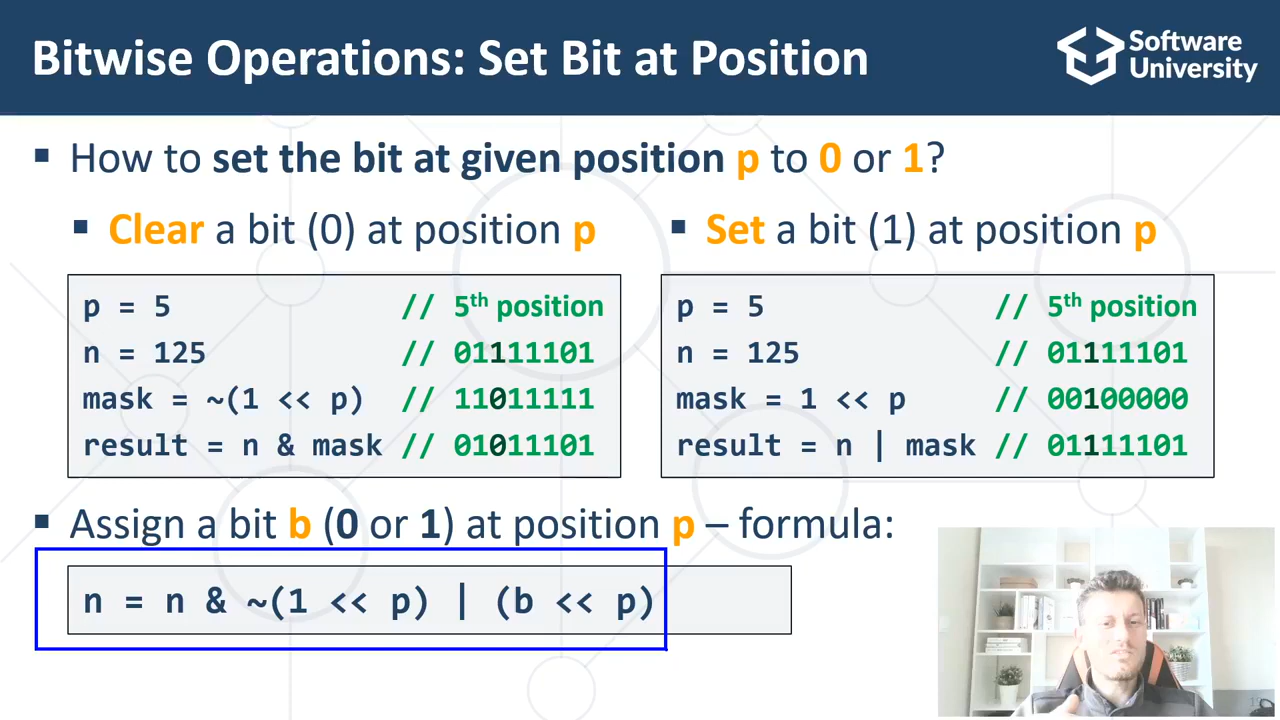 Bitwise Operations: Set Bit at Position
Software
University
▪ How to set the bit at given position p to 0 or 1?
▪ Clear a bit (0) at position p
p = 5 // 5th position
n = 125 // 01111101
mask = ~(1 << p) // 11011111
result = n & mask // 01011101
▪ Set a bit (1) at position p
p = 5 // 5th position
n = 125 // 01111101
mask = 1 << p // 00100000
result = n | mask // 01111101
▪ Assign a bit b (0 or 1) at position p – formula:
n = n & ~(1 << p) | (b << p)